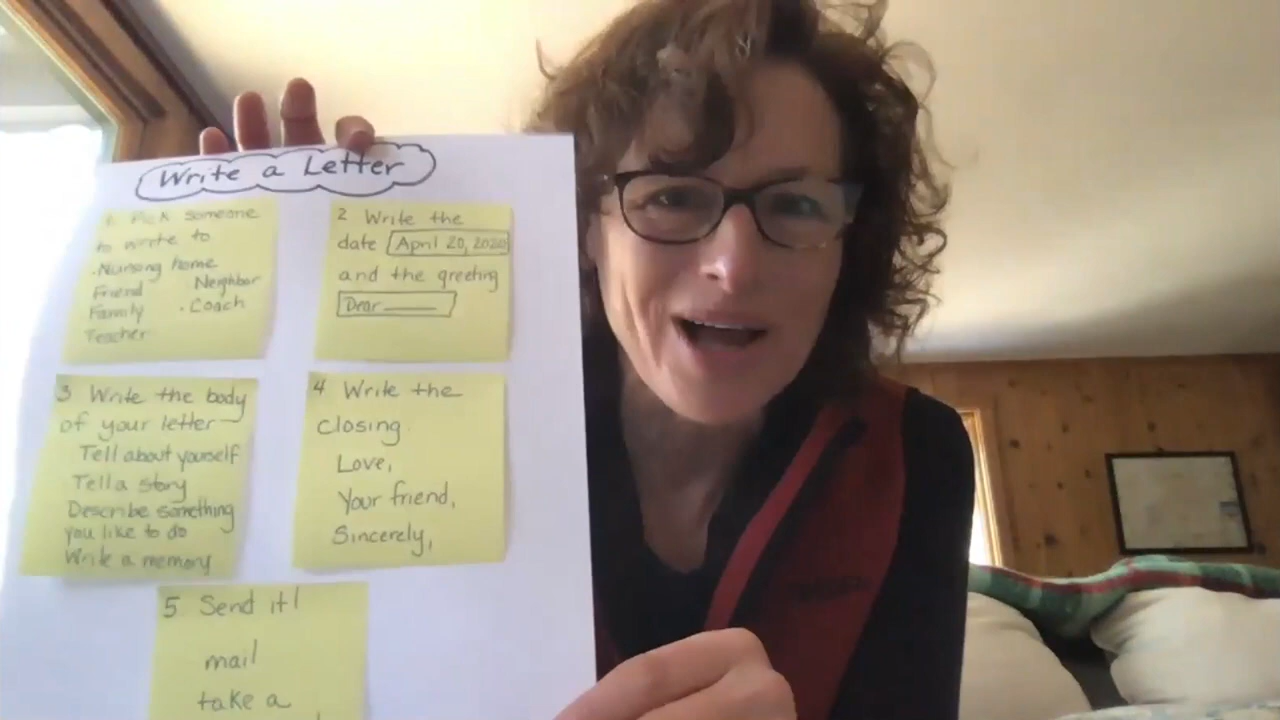 Write a Letter
1. Pick someone
to write to
.Nursing home
Friend Neighbor
Family . Coach
Teacher
2 Write the
date April 20, 2020
and the greeting
Dear
3 Write the body
of your letter
Tell about yourself
Tell a story
Describe something
you like to do
Write a memory
4 Write the
closing.
Love,
Your friend,
Sincerely,
5 Send it!
mail
take a